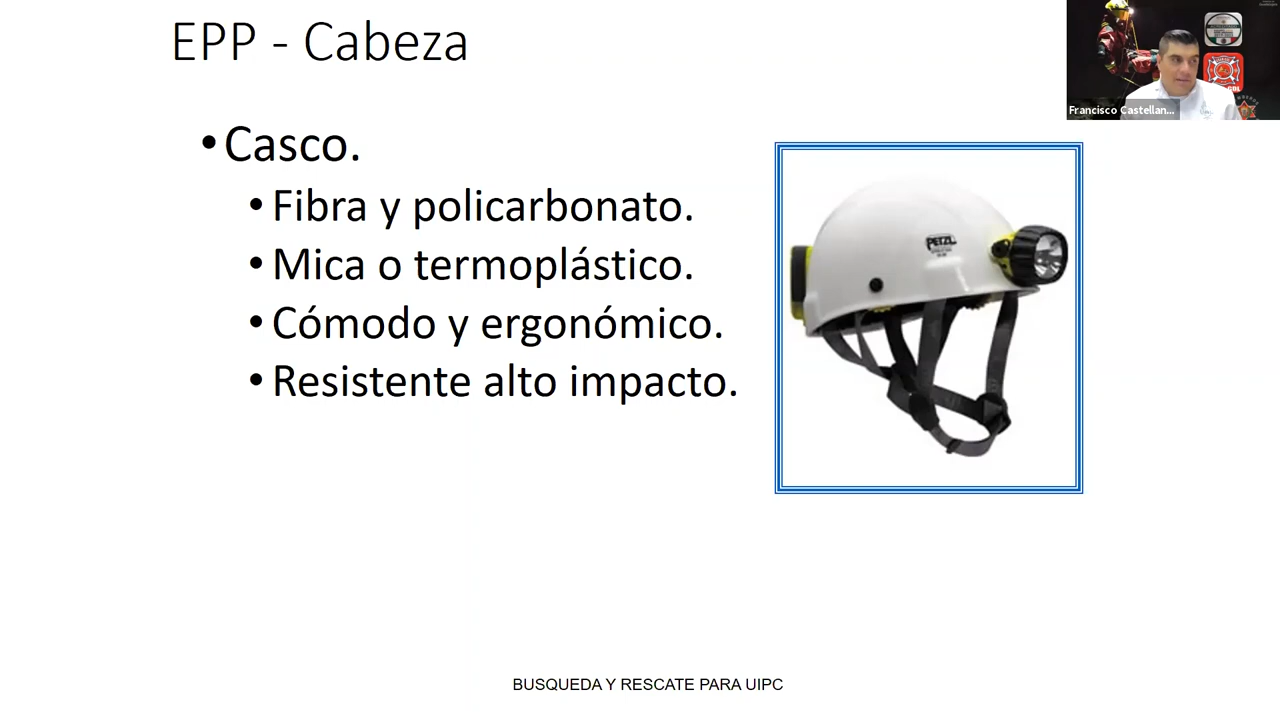 EPP - Cabeza
Francisco Castellan...
•Casco.
•Fibra y policarbonato.
•Mica o termoplástico.
•Cómodo y ergonómico.
•Resistente alto impacto.
PETZL
BUSQUEDA Y RESCATE PARA UIPC